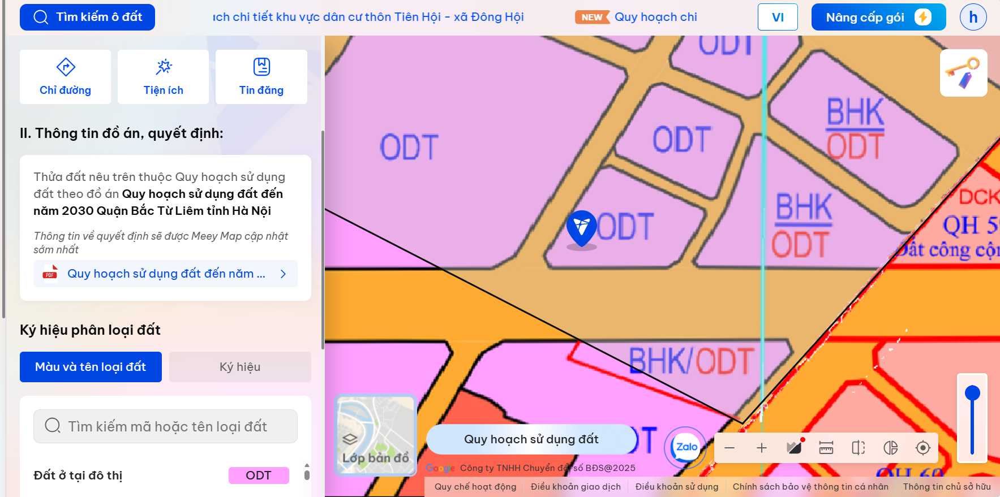 Tìm kiếm ô đất
ạch chi tiết khu vực dân cư thôn Tiên Hội - xã Đông Hội
NEW
Quy hoạch chi
VI
Nâng cấp gói
h
Chỉ đường
Tiện ích
Tin đăng
II. Thông tin đồ án, quyết định:
Thửa đất nêu trên thuộc Quy hoạch sử dụng
đất theo đồ án Quy hoạch sử dụng đất đến
năm 2030 Quận Bắc Từ Liêm tỉnh Hà Nội
Thông tin về quyết định sẽ được Meey Map cập nhật
sớm nhất
PDF
Quy hoạch sử dụng đất đến năm ...
Ký hiệu phân loại đất
Màu và tên loại đất
Ký hiệu
Tìm kiếm mã hoặc tên loại đất
Đất ở tại đô thị
ODT
ODT
BHK
ODT
ODT
ODT
DCK
BHK
ODT
ODT
QH 59
Đất công cộn
BHK/ODT
Lớp bản đồ
Quy hoạch sử dụng đất
DT
Zalo
QH 60
Google
Công ty TNHH Chuyển đổi số BĐS@2025
Quy chế hoạt động
Điều khoản giao dịch
Điều khoản sử dụng
Chính sách bảo vệ thông tin cá nhân
Thông tin chủ sở hữu